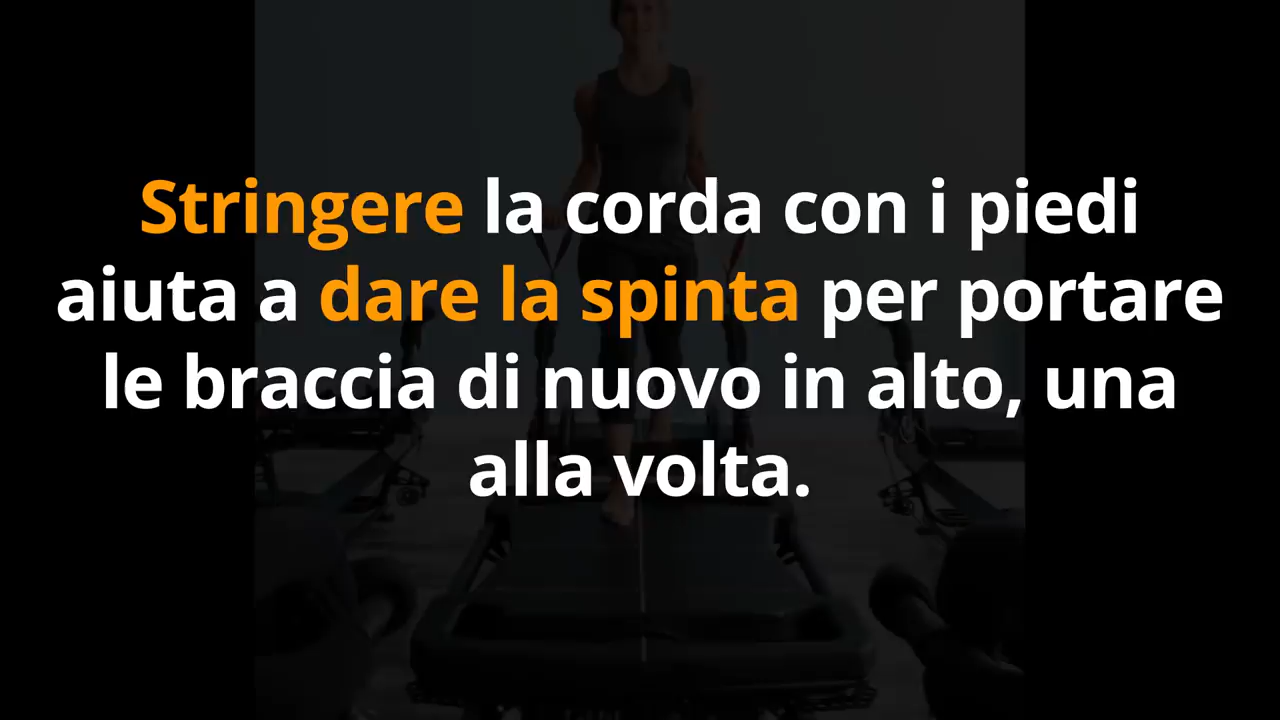 Stringere la corda con i piedi
aiuta a dare la spinta per portare
le braccia di nuovo in alto, una
alla volta.